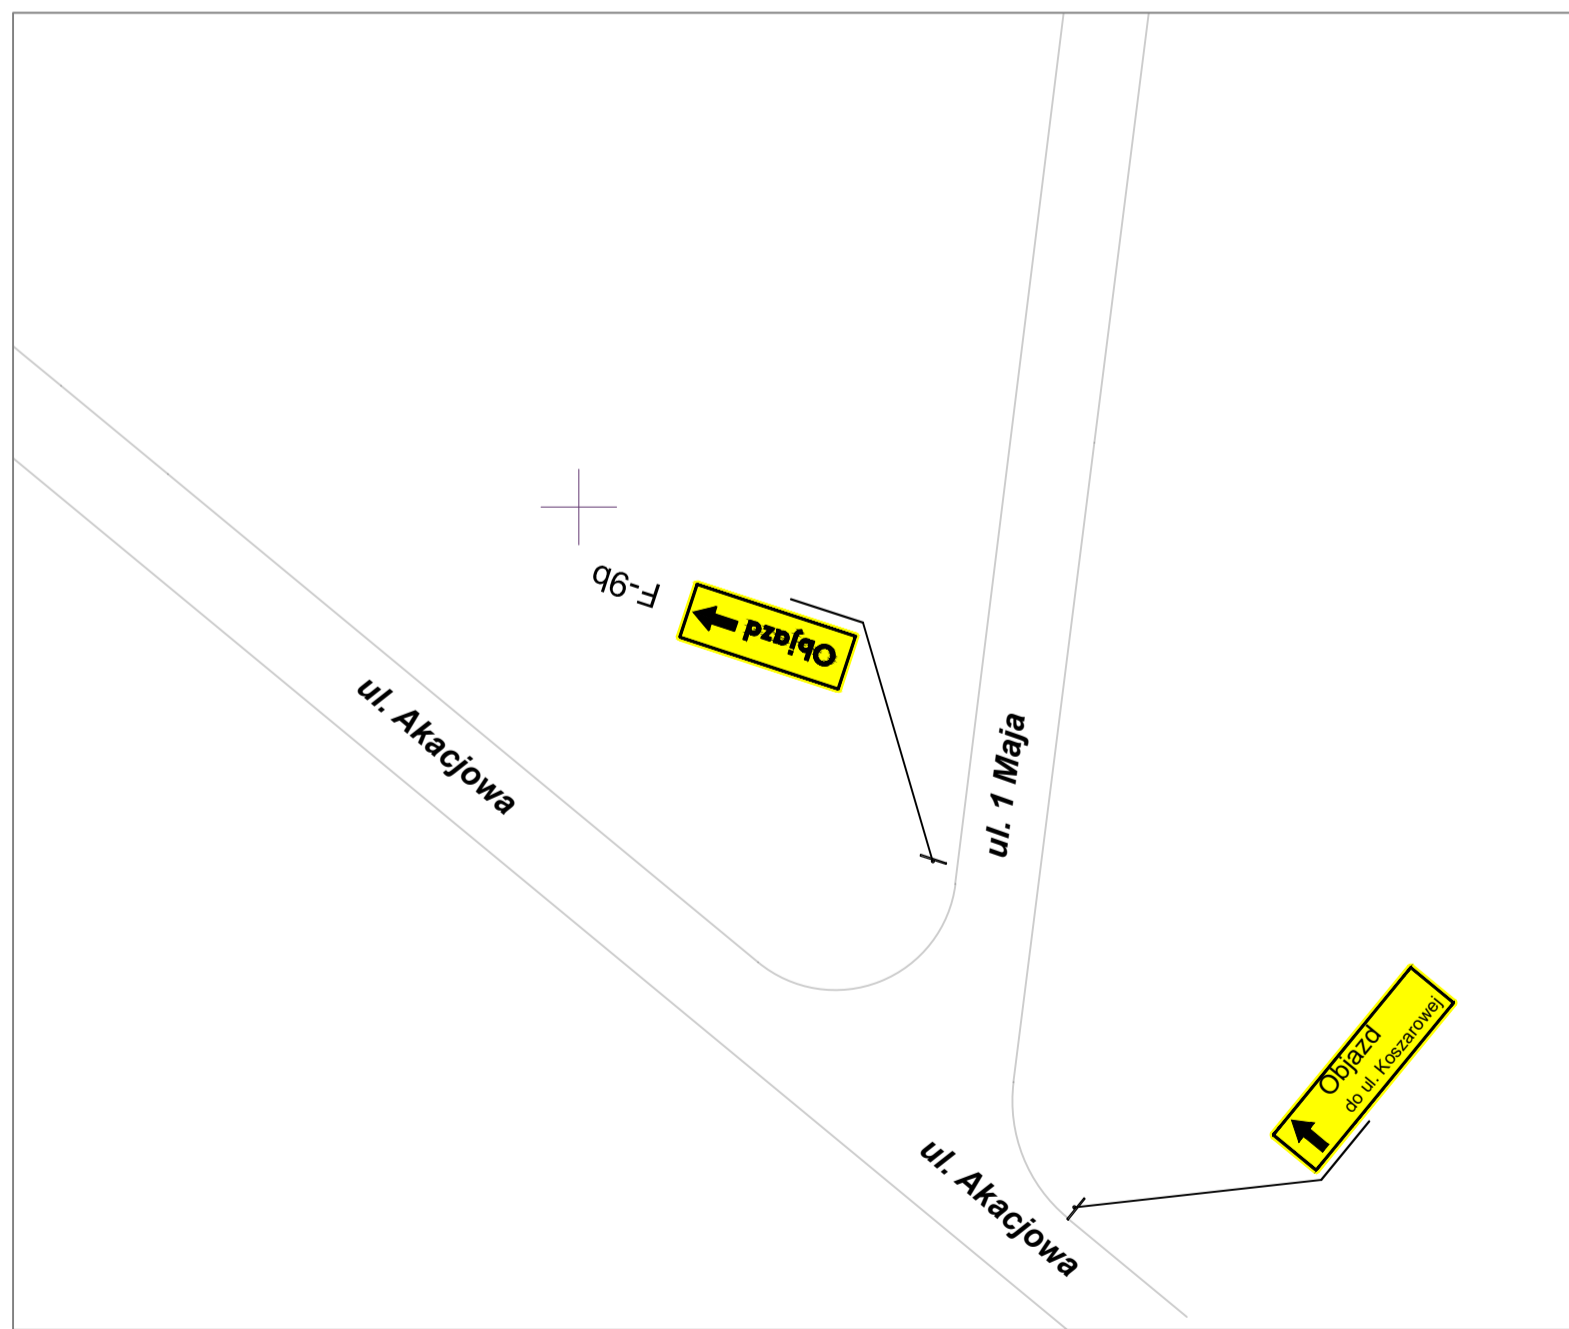 F-9b
Objazd
ul. Akacjowa
ul. 1 Maja
Objazd
do ul. Koszarowej
ul. Akacjowa